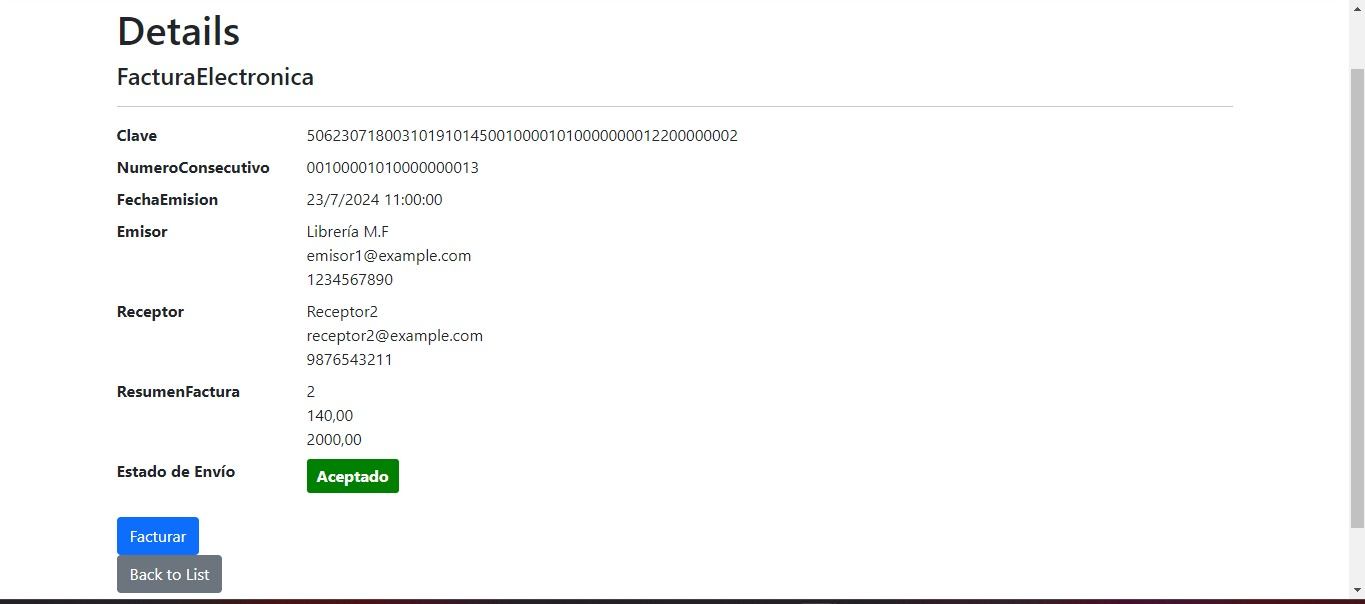 Details
FacturaElectronica
Clave 50623071800310191014500100001010000000012200000002
NumeroConsecutivo 00100001010000000013
FechaEmision 23/7/2024 11:00:00
Emisor Librería M.F
emisor1@example.com
1234567890
Receptor Receptor2
receptor2@example.com
9876543211
ResumenFactura 2
140,00
2000,00
Estado de Envío Aceptado
Facturar
Back to List